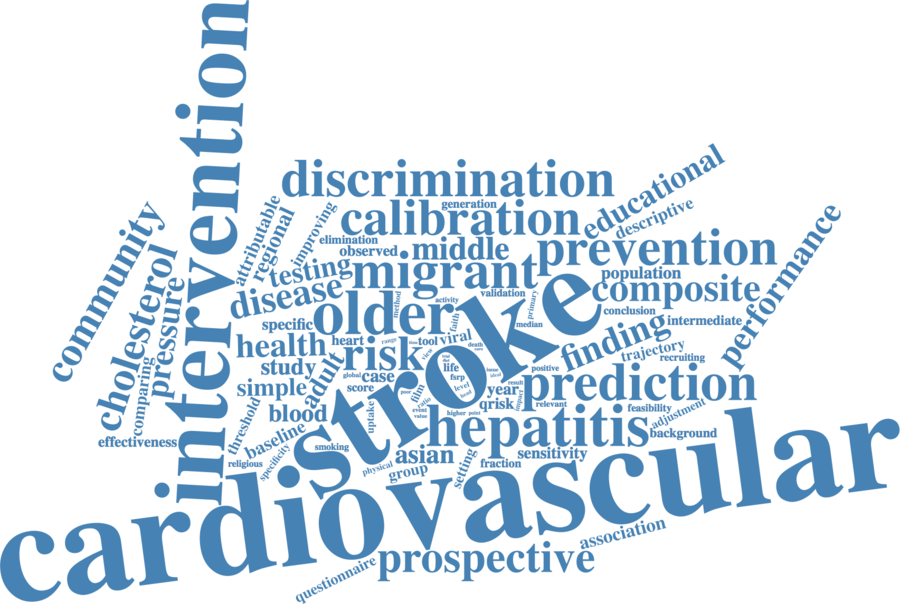 intervention
discrimination
educational
generation
calibration
descriptive
attributable
regional
improving
elimination
observed
middle
prevention
performance
community
cholesterol
pressure
testing
migrant
population
disease
composite
validation
primary
method
activity
faith
median
conclusion
intermediate
specific
older
stroke
finding
health
heart
risk
range
tool
viral
death
view
trajectory
recruiting
study
adult
global
case
life
fsrp
level
head
positive
prediction
simple
score
film
year
result
impact
qrisk
relevant
feasibility
adjustment
comparing
threshold
blood
uptake
ratio
event
value
higher
point
hepatitis
background
effectiveness
baseline
smoking
asian
sensitivity
religious
specificity
physical
group
setting
fraction
cardiovascular
prospective
association
questionnaire